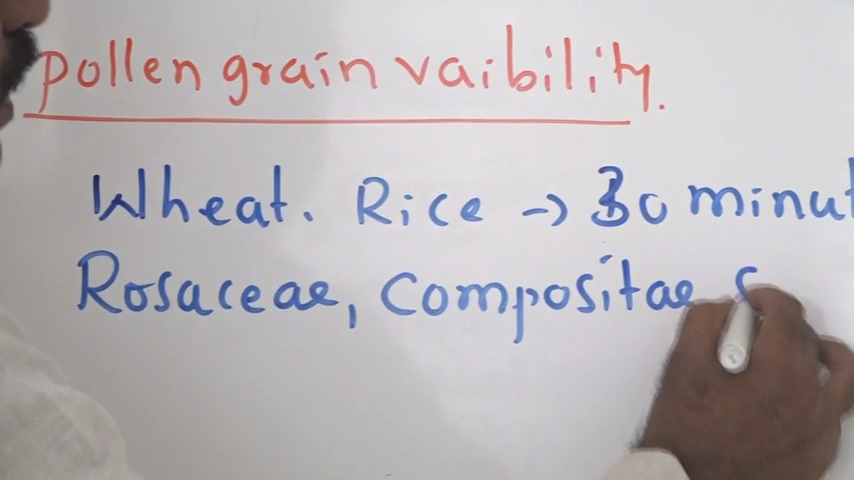 pollen grain vaibility.
Wheat. Rice → 30 minut
Rosaceae, Compositae